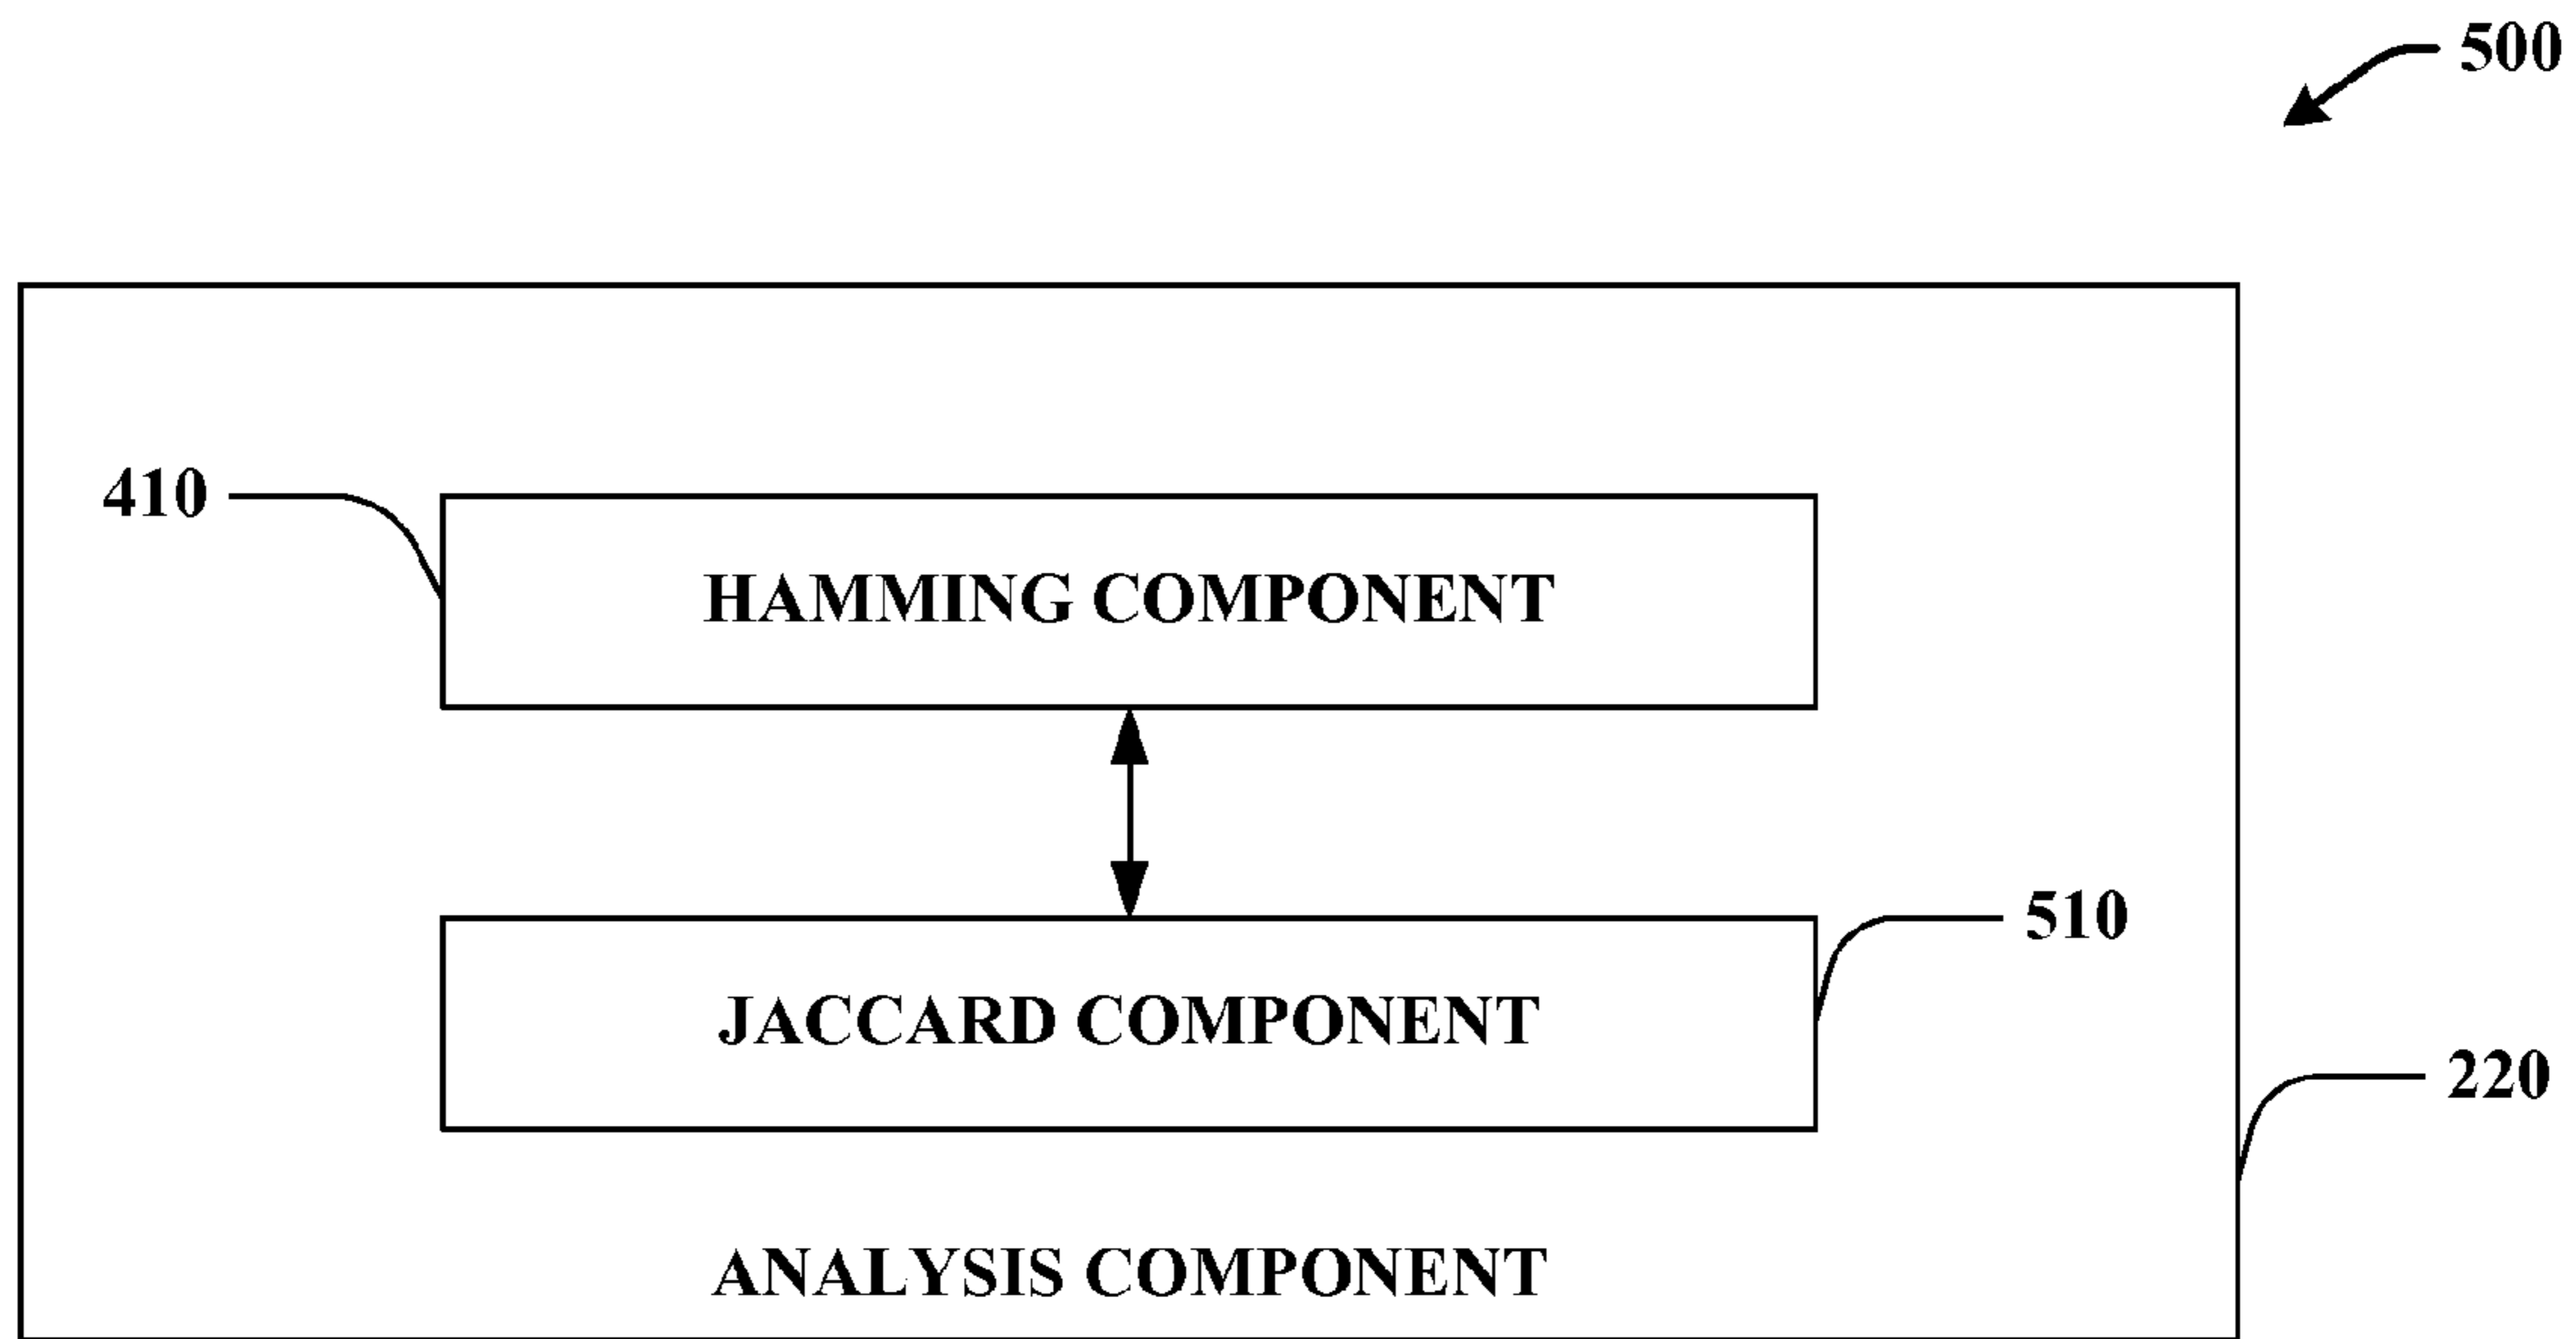 500
410
HAMMING COMPONENT
510
JACCARD COMPONENT
220
ANALYSIS COMPONENT